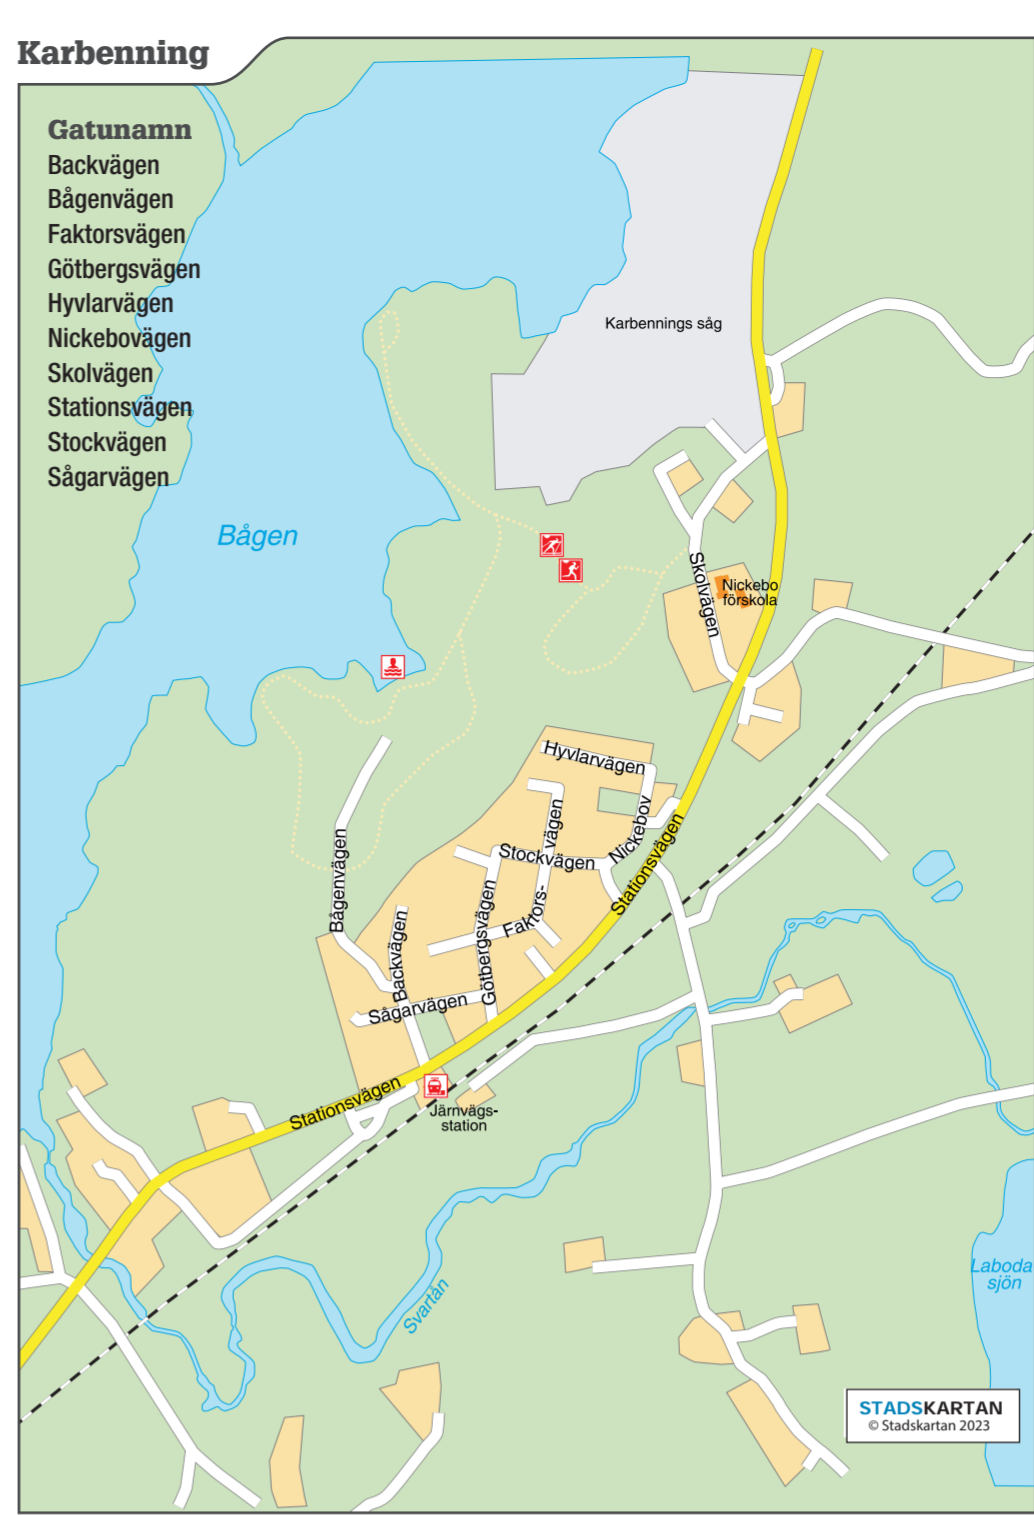 Karbenning
Gatunamn
Backvägen
Bågenvägen
Faktorsvägen
Götbergsvägen
Hyvlarvägen
Nickebovägen
Skolvägen
Stationsvägen
Stockvägen
Sågarvägen
Karbennings såg
Bågen
Skolvägen
Nickebo
förskola
Hyvlarvägen
Nickebov
Stationsvägen
Stockvägen
Faktors-
vägen
Götbergsvägen
Bågenvägen
Backvägen
Sågarvägen
Stationsvägen
Järnvägs-
station
Svartån
Laboda
sjön
STADSKARTAN
© Stadskartan 2023